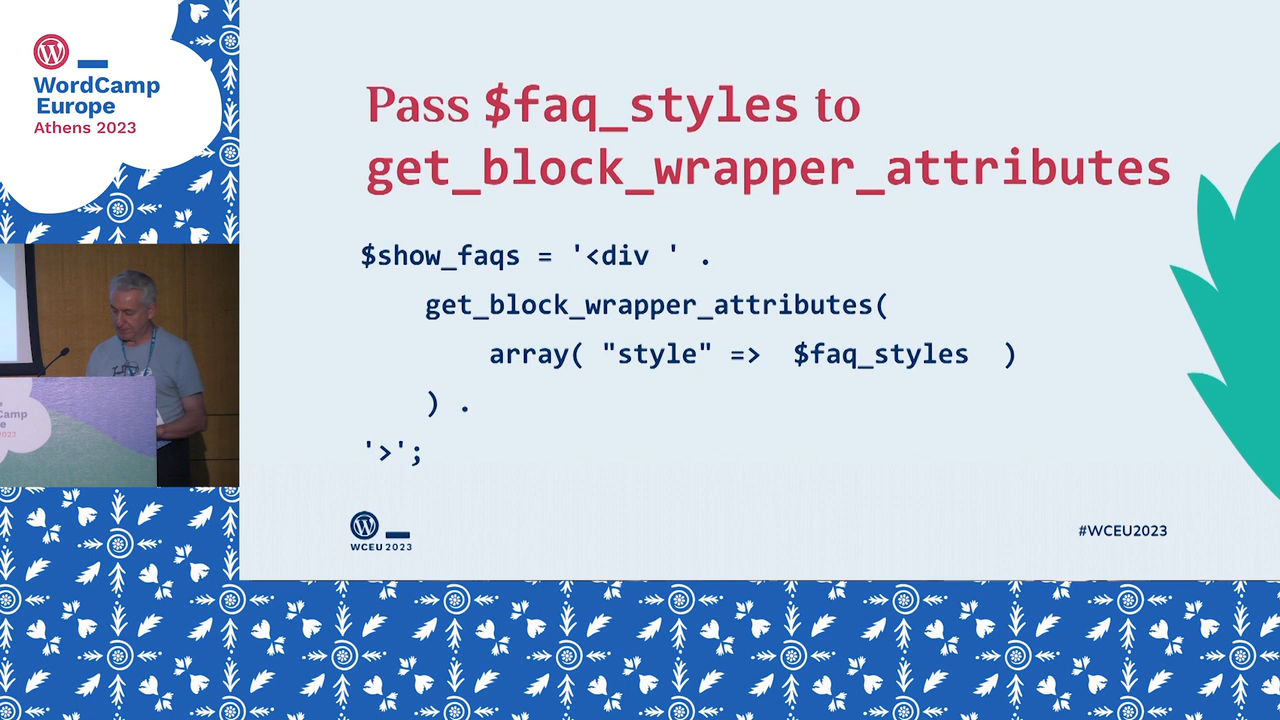 WordCamp
Europe
Athens 2023
Pass $faq_styles to
get_block_wrapper_attributes
$show_faqs = '<div ' .
get_block_wrapper_attributes(
array( "style" => $faq_styles )
) .
'>';
WCEU 2023
#WCEU2023